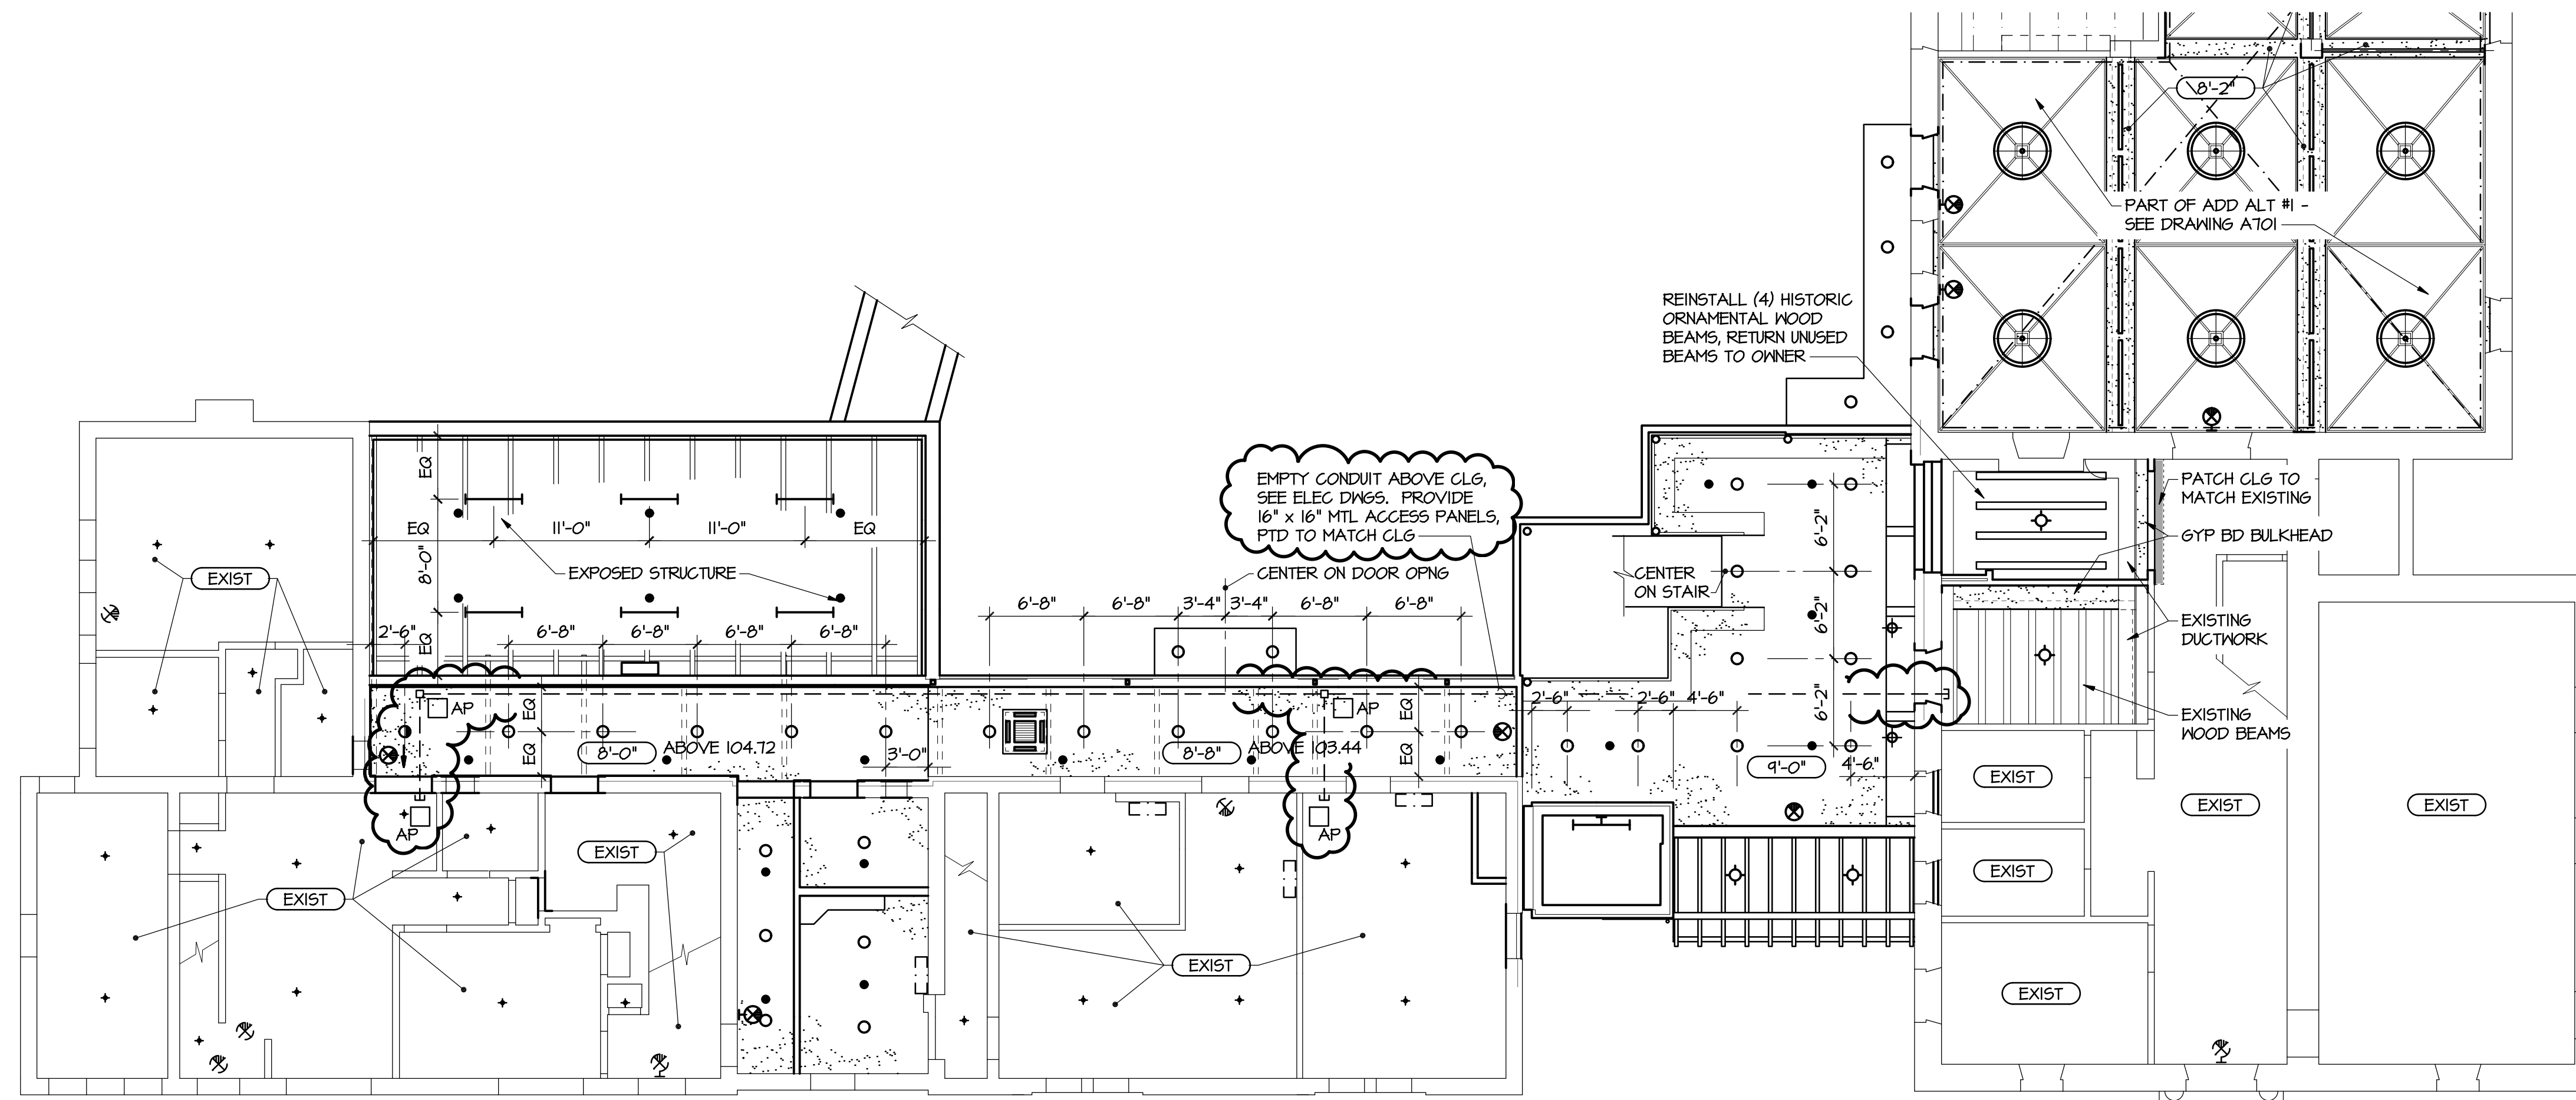 \8'-2"
PART OF ADD ALT #1 -
SEE DRAWING A701
REINSTALL (4) HISTORIC
ORNAMENTAL WOOD
BEAMS, RETURN UNUSED
BEAMS TO OWNER
PATCH CLG TO
MATCH EXISTING
GYP BD BULKHEAD
EXISTING
DUCTWORK
EXISTING
WOOD BEAMS
EMPTY CONDUIT ABOVE CLG,
SEE ELEC DWGS. PROVIDE
16" x 16" MTL ACCESS PANELS,
PTD TO MATCH CLG
CENTER ON DOOR OPNG
CENTER
ON STAIR
EQ
EQ
11'-0"
11'-0"
EQ
8'-0"
EXPOSED STRUCTURE
EQ
EXIST
2'-6"
6'-8"
6'-8"
6'-8"
6'-8"
6'-8"
6'-8"
3'-4"
3'-4"
6'-8"
6'-8"
6'-2"
6'-2"
6'-2"
2'-6"
2'-6"
4'-6"
AP
EQ
EQ
8'-0"
ABOVE 104.72
3'-0"
8'-8"
ABOVE 103.44
AP
EQ
EQ
9'-0"
4'-6"
AP
AP
EXIST
EXIST
EXIST
EXIST
EXIST
EXIST
EXIST
EXIST
EXIST